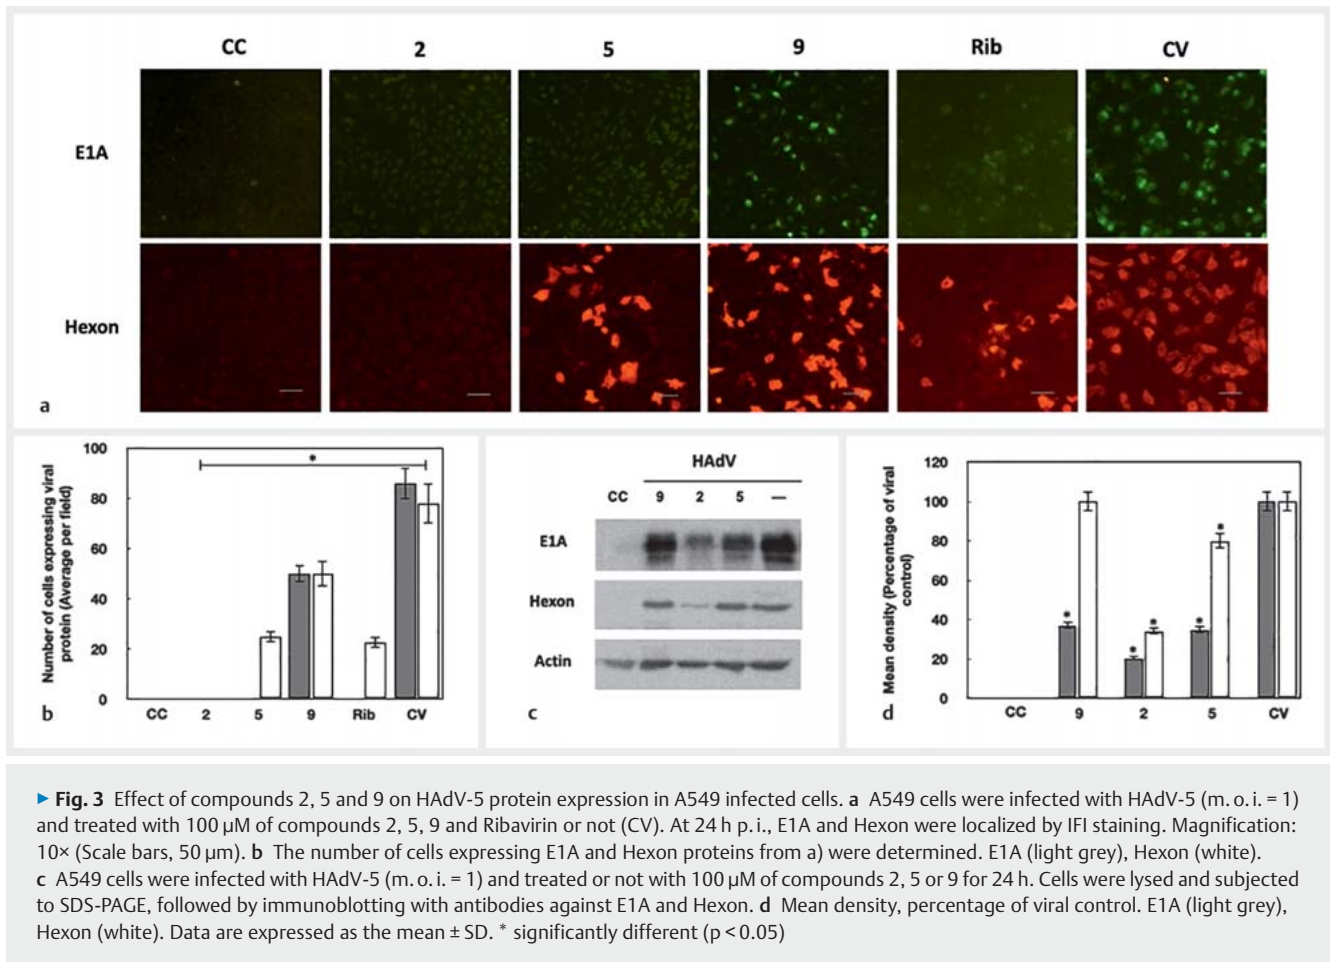 CC 2 5 9 Rib CV
E1A
Hexon
a
Number of cells expressing viral
protein (Average per field)
100
80
60
40
20
0
*
CC 2 5 9 Rib CV
b
HAdV
CC 9 2 5 —
E1A
Hexon
Actin
c
Mean density (Percentage of viral
control)
120
100
80
60
40
20
0
* * * * *
CC 9 2 5 CV
d
► Fig. 3 Effect of compounds 2, 5 and 9 on HAdV-5 protein expression in A549 infected cells. a A549 cells were infected with HAdV-5 (m. o. i. = 1)
and treated with 100 µM of compounds 2, 5, 9 and Ribavirin or not (CV). At 24 h p. i., E1A and Hexon were localized by IFI staining. Magnification:
10× (Scale bars, 50 µm). b The number of cells expressing E1A and Hexon proteins from a) were determined. E1A (light grey), Hexon (white).
c A549 cells were infected with HAdV-5 (m. o. i. = 1) and treated or not with 100 µM of compounds 2, 5 or 9 for 24 h. Cells were lysed and subjected
to SDS-PAGE, followed by immunoblotting with antibodies against E1A and Hexon. d Mean density, percentage of viral control. E1A (light grey),
Hexon (white). Data are expressed as the mean ± SD. * significantly different (p < 0.05)